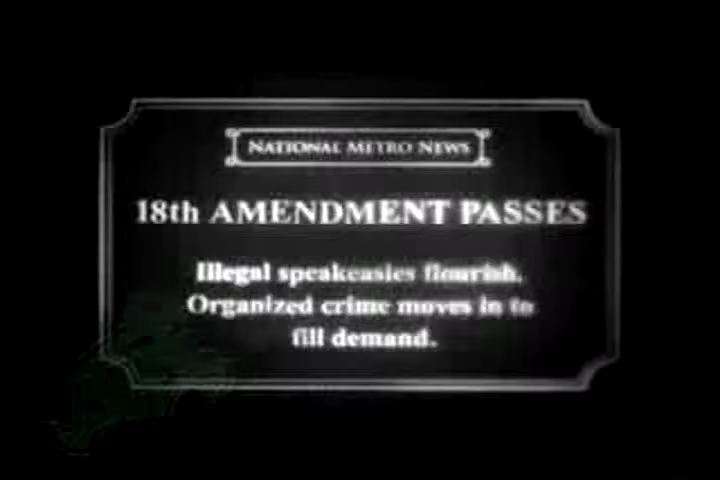 NATIONAL METRO NEWS
18th AMENDMENT PASSES
Illegal speakeasies flourish.
Organized crime moves in to
fill demand.